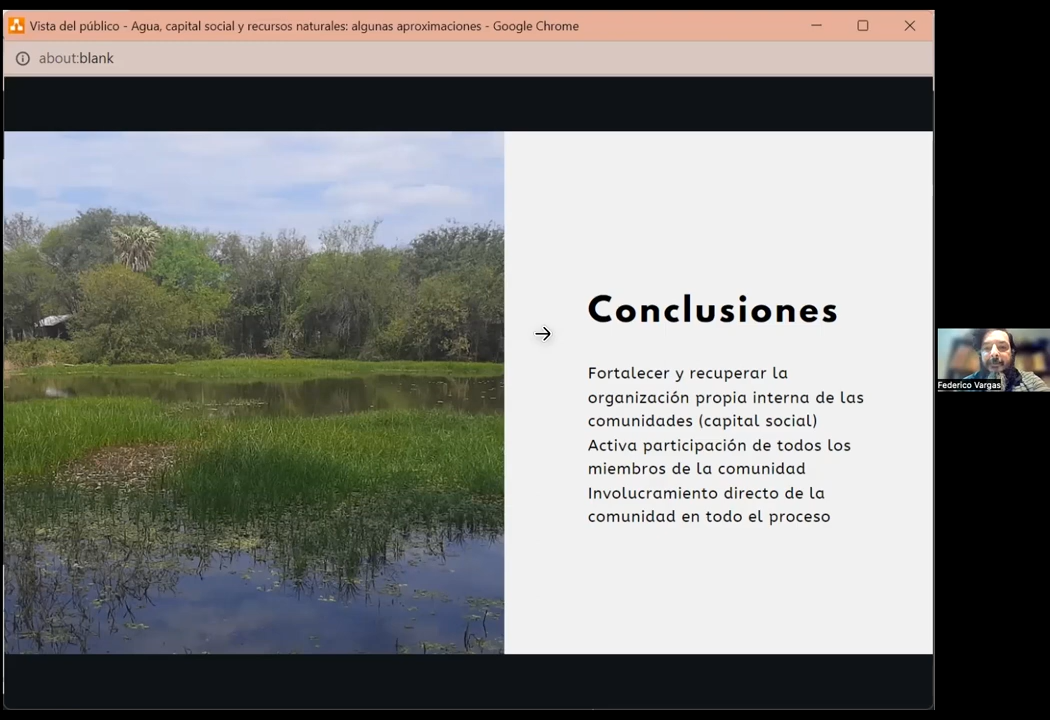 Vista del público - Agua, capital social y recursos naturales: algunas aproximaciones - Google Chrome
about:blank
Conclusiones
Fortalecer y recuperar la
organización propia interna de las
comunidades (capital social)
Activa participación de todos los
miembros de la comunidad
Involucramiento directo de la
comunidad en todo el proceso
Federico Vargas